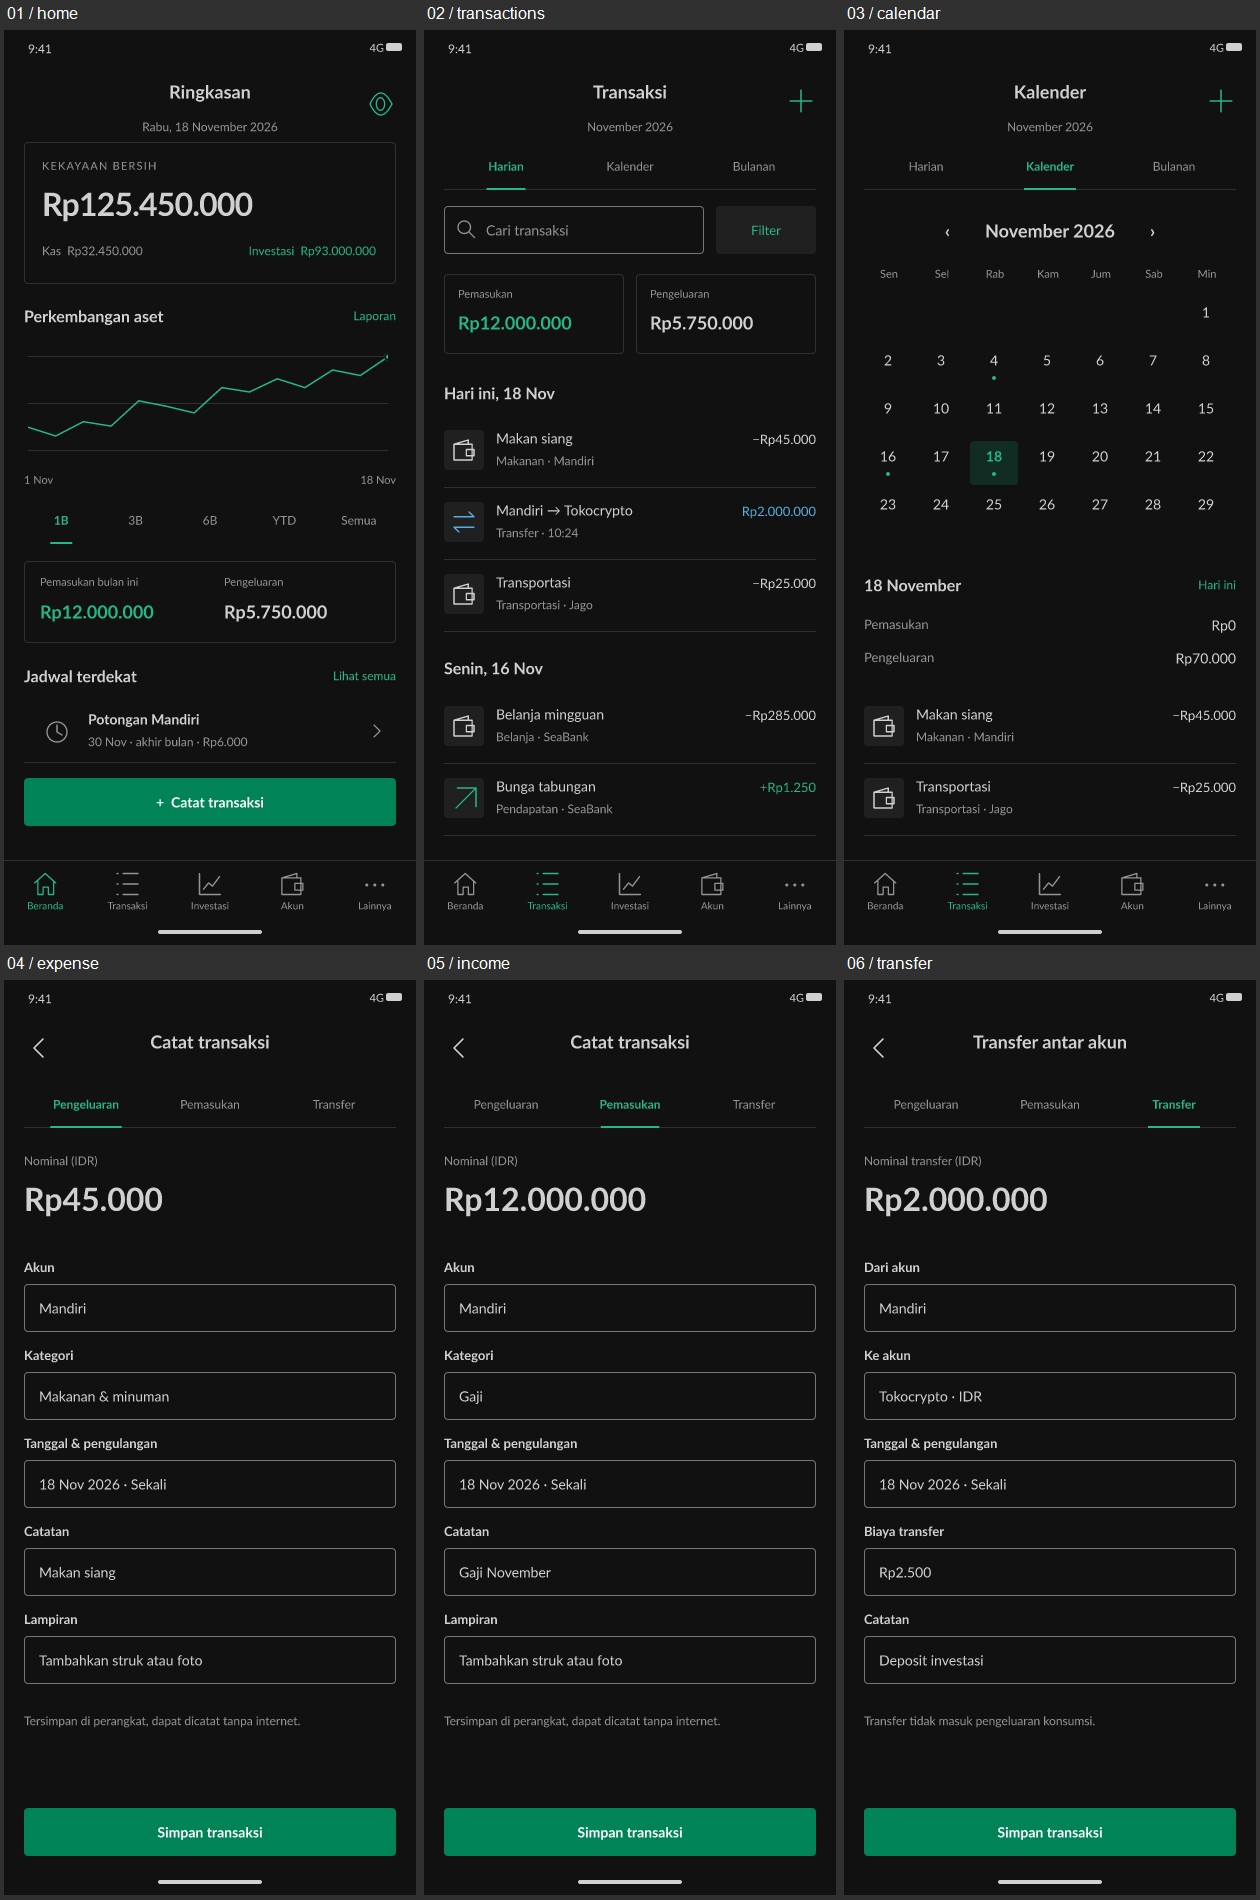 01 / home
9:41
4G
Ringkasan
Rabu, 18 November 2026
KEKAYAAN BERSIH
Rp125.450.000
Kas Rp32.450.000
Investasi Rp93.000.000
Perkembangan aset
Laporan
1 Nov
18 Nov
1B 3B 6B YTD Semua
Pemasukan bulan ini
Pengeluaran
Rp12.000.000
Rp5.750.000
Jadwal terdekat
Lihat semua
Potongan Mandiri
30 Nov · akhir bulan · Rp6.000
+ Catat transaksi
Beranda Transaksi Investasi Akun Lainnya
02 / transactions
9:41
4G
Transaksi
November 2026
Harian Kalender Bulanan
Cari transaksi
Filter
Pemasukan
Rp12.000.000
Pengeluaran
Rp5.750.000
Hari ini, 18 Nov
Makan siang
−Rp45.000
Makanan · Mandiri
Mandiri → Tokocrypto
Rp2.000.000
Transfer · 10:24
Transportasi
−Rp25.000
Transportasi · Jago
Senin, 16 Nov
Belanja mingguan
−Rp285.000
Belanja · SeaBank
Bunga tabungan
+Rp1.250
Pendapatan · SeaBank
Beranda Transaksi Investasi Akun Lainnya
03 / calendar
9:41
4G
Kalender
November 2026
Harian Kalender Bulanan
‹ November 2026 ›
Sen Sel Rab Kam Jum Sab Min
1
2 3 4 5 6 7 8
9 10 11 12 13 14 15
16 17 18 19 20 21 22
23 24 25 26 27 28 29
18 November
Hari ini
Pemasukan
Rp0
Pengeluaran
Rp70.000
Makan siang
−Rp45.000
Makanan · Mandiri
Transportasi
−Rp25.000
Transportasi · Jago
Beranda Transaksi Investasi Akun Lainnya
04 / expense
9:41
4G
Catat transaksi
Pengeluaran Pemasukan Transfer
Nominal (IDR)
Rp45.000
Akun
Mandiri
Kategori
Makanan & minuman
Tanggal & pengulangan
18 Nov 2026 · Sekali
Catatan
Makan siang
Lampiran
Tambahkan struk atau foto
Tersimpan di perangkat, dapat dicatat tanpa internet.
Simpan transaksi
05 / income
9:41
4G
Catat transaksi
Pengeluaran Pemasukan Transfer
Nominal (IDR)
Rp12.000.000
Akun
Mandiri
Kategori
Gaji
Tanggal & pengulangan
18 Nov 2026 · Sekali
Catatan
Gaji November
Lampiran
Tambahkan struk atau foto
Tersimpan di perangkat, dapat dicatat tanpa internet.
Simpan transaksi
06 / transfer
9:41
4G
Transfer antar akun
Pengeluaran Pemasukan Transfer
Nominal transfer (IDR)
Rp2.000.000
Dari akun
Mandiri
Ke akun
Tokocrypto · IDR
Tanggal & pengulangan
18 Nov 2026 · Sekali
Biaya transfer
Rp2.500
Catatan
Deposit investasi
Transfer tidak masuk pengeluaran konsumsi.
Simpan transaksi